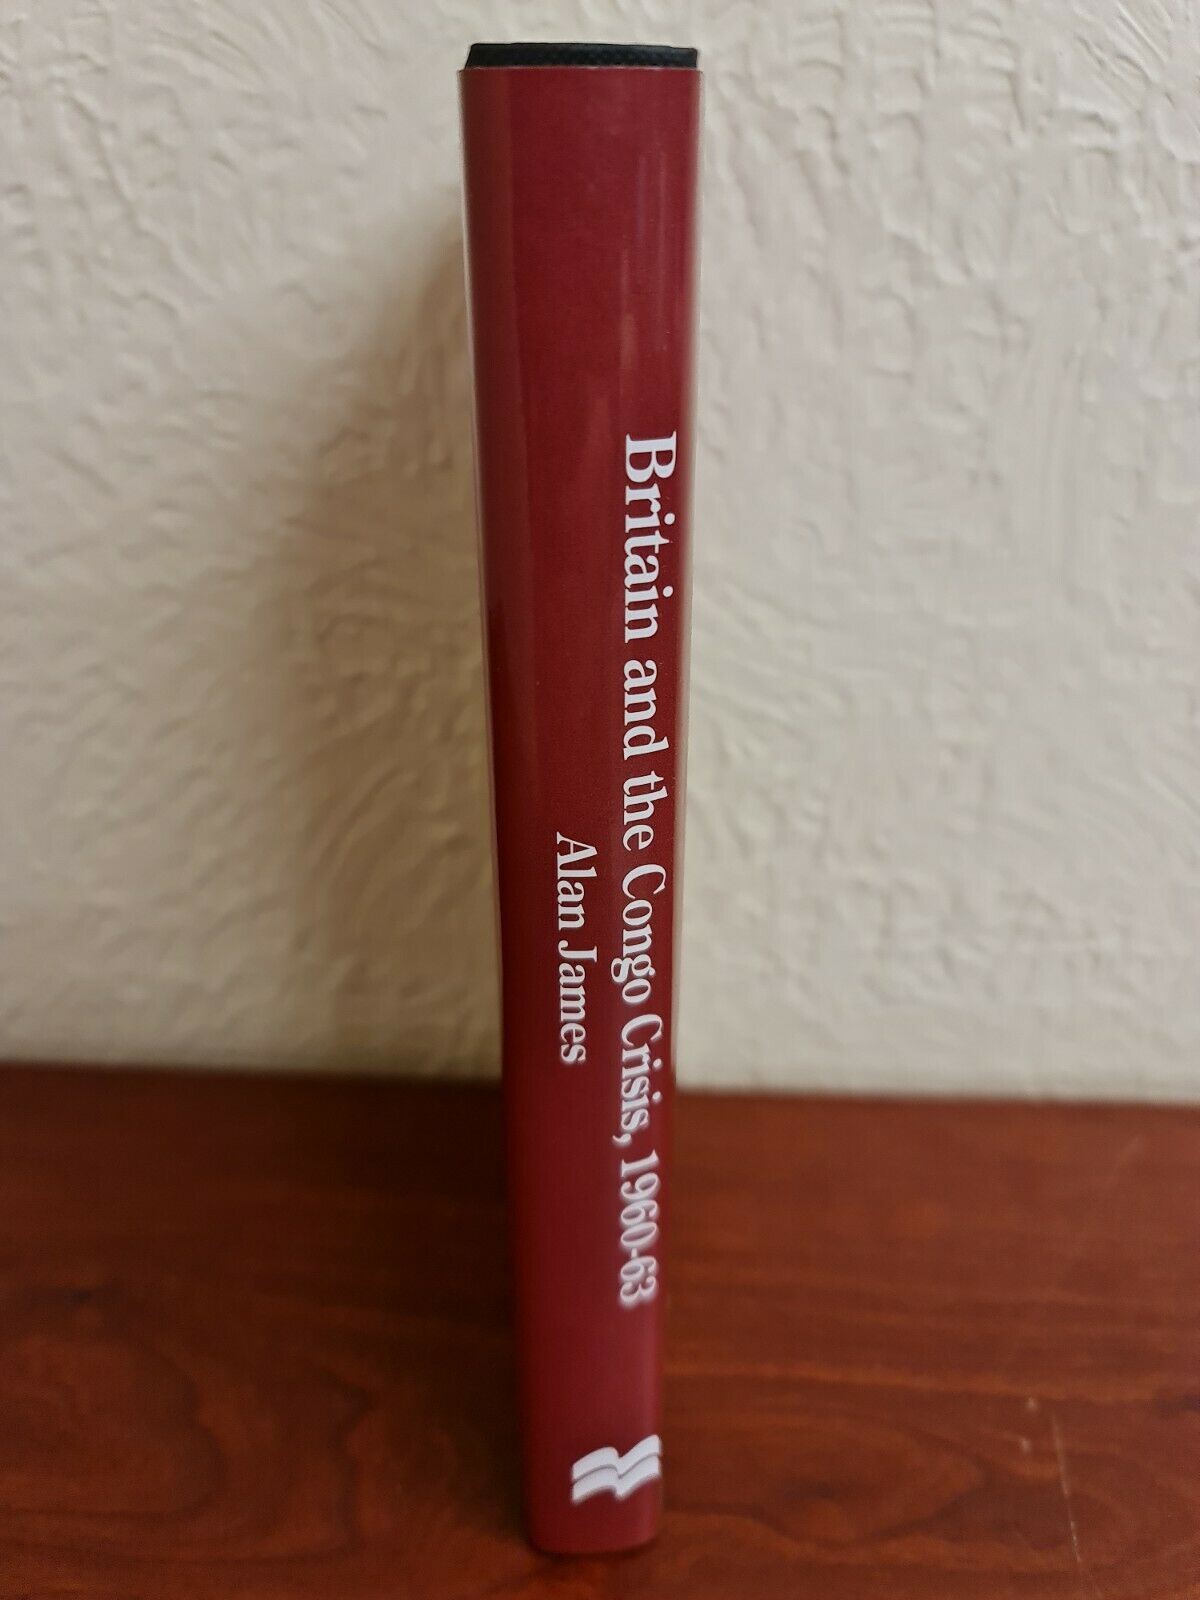 Britain and the Congo Crisis, 1960-63
Alan James